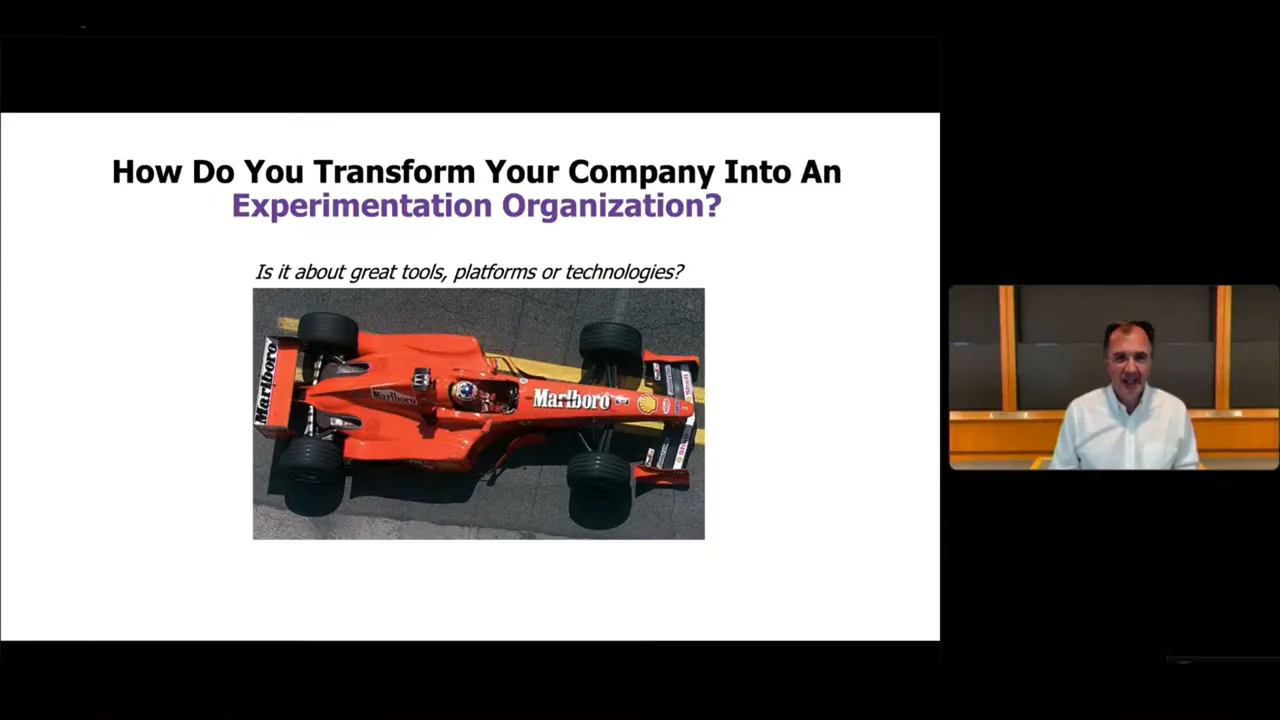 How Do You Transform Your Company Into An
Experimentation Organization?
Is it about great tools, platforms or technologies?
Marlboro
Marlboro
Marlboro